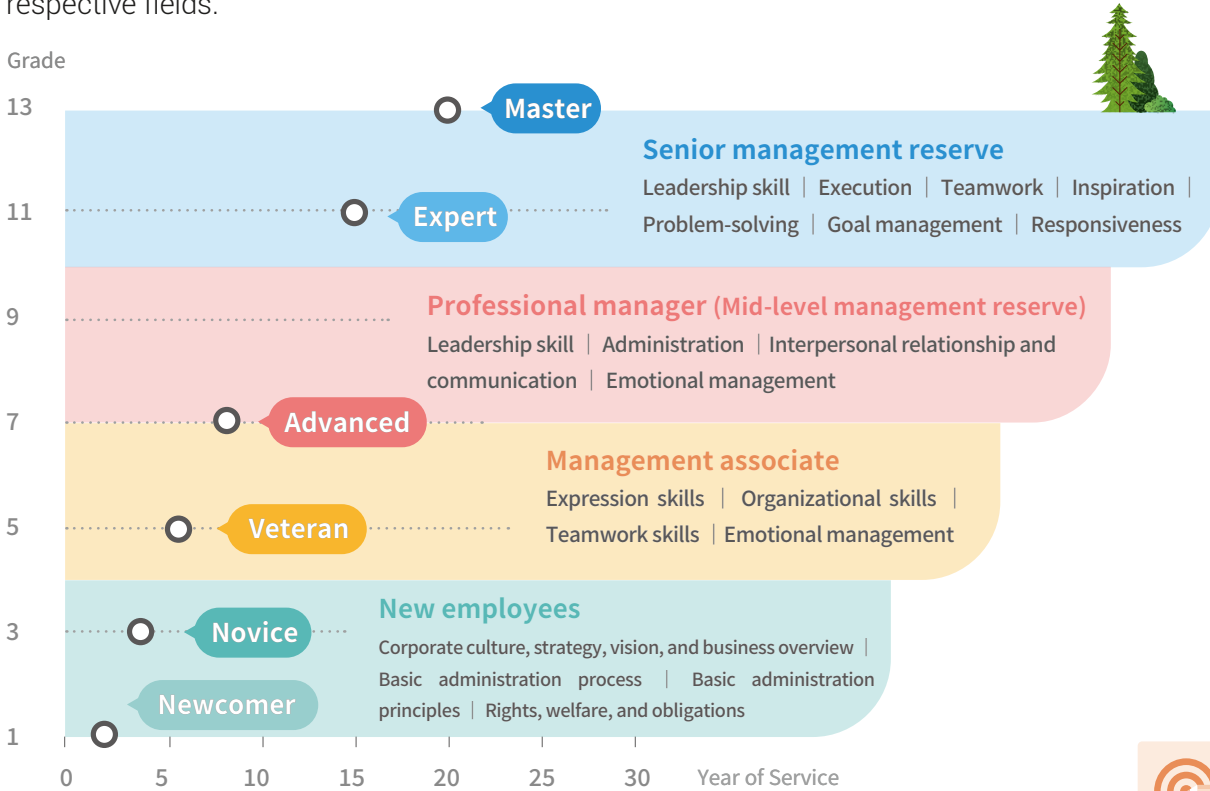 respective fields.
Grade
13
Master
Senior management reserve
Leadership skill | Execution | Teamwork | Inspiration |
Problem-solving | Goal management | Responsiveness
11
Expert
Professional manager (Mid-level management reserve)
9
Leadership skill | Administration | Interpersonal relationship and
communication | Emotional management
7
Advanced
Management associate
Expression skills | Organizational skills |
Teamwork skills | Emotional management
5
Veteran
New employees
3
Novice
Corporate culture, strategy, vision, and business overview |
Basic administration process | Basic administration
principles | Rights, welfare, and obligations
Newcomer
1
0 5 10 15 20 25 30 Year of Service